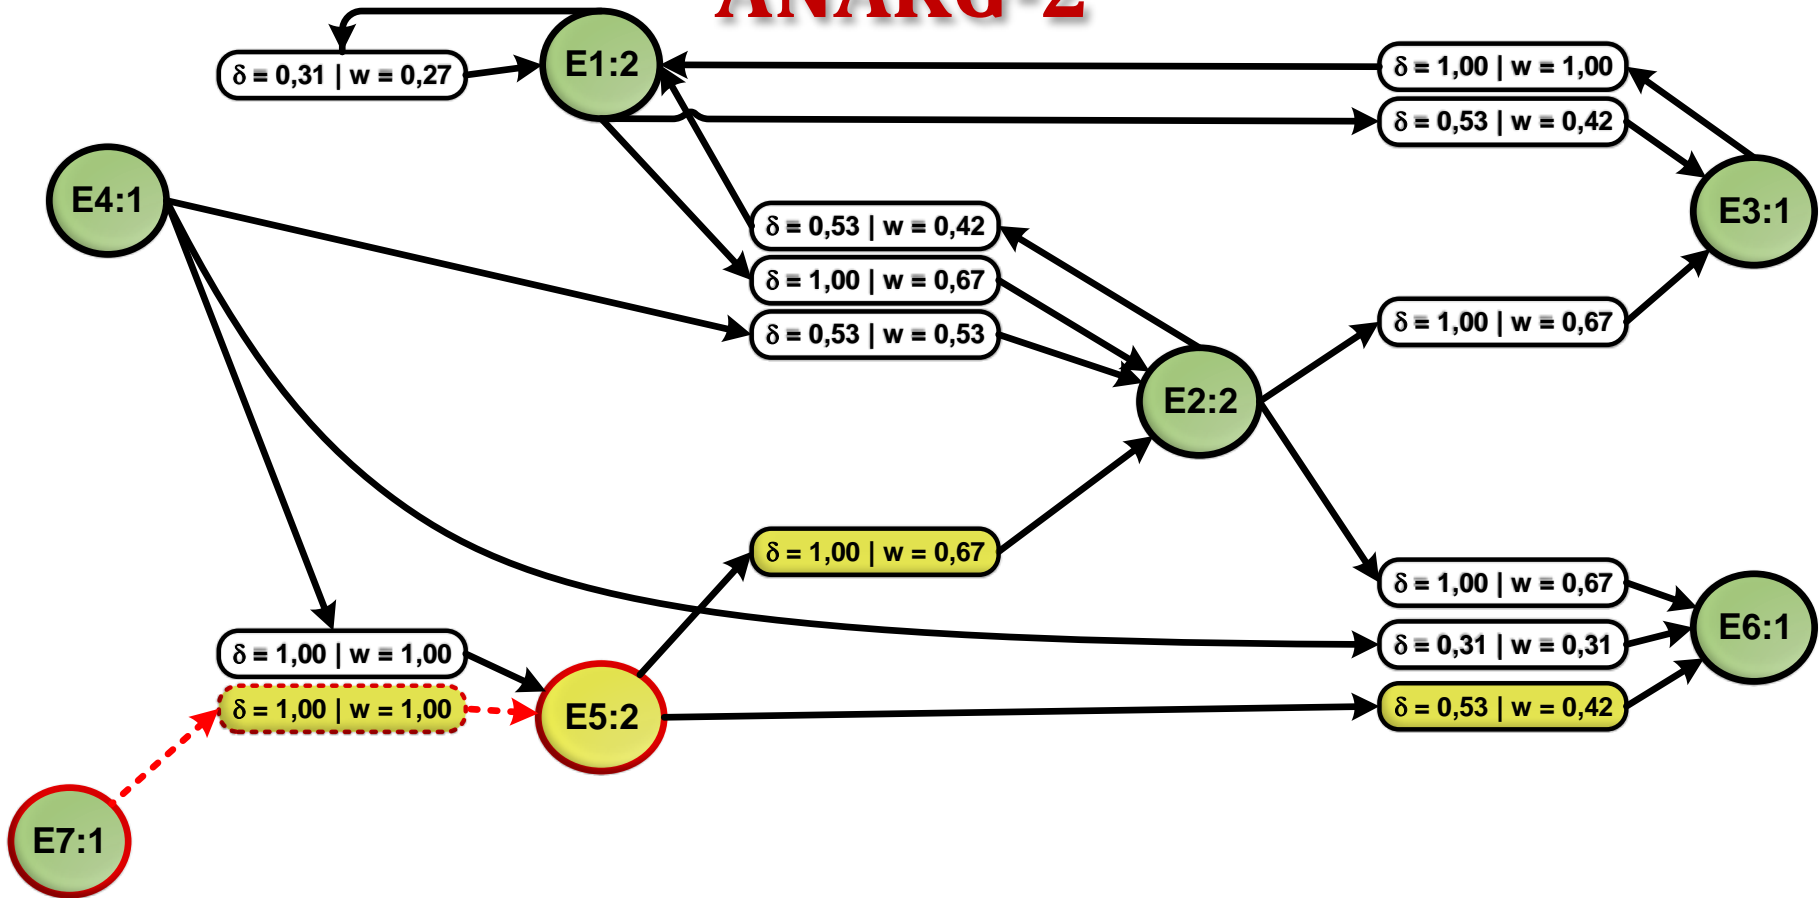 ANAKG-2
E1:2
δ = 0,31 | w = 0,27
δ = 1,00 | w = 1,00
δ = 0,53 | w = 0,42
E4:1
E3:1
δ = 0,53 | w = 0,42
δ = 1,00 | w = 0,67
δ = 0,53 | w = 0,53
δ = 1,00 | w = 0,67
E2:2
δ = 1,00 | w = 0,67
δ = 1,00 | w = 0,67
δ = 0,31 | w = 0,31
δ = 0,53 | w = 0,42
E6:1
δ = 1,00 | w = 1,00
δ = 1,00 | w = 1,00
E5:2
E7:1